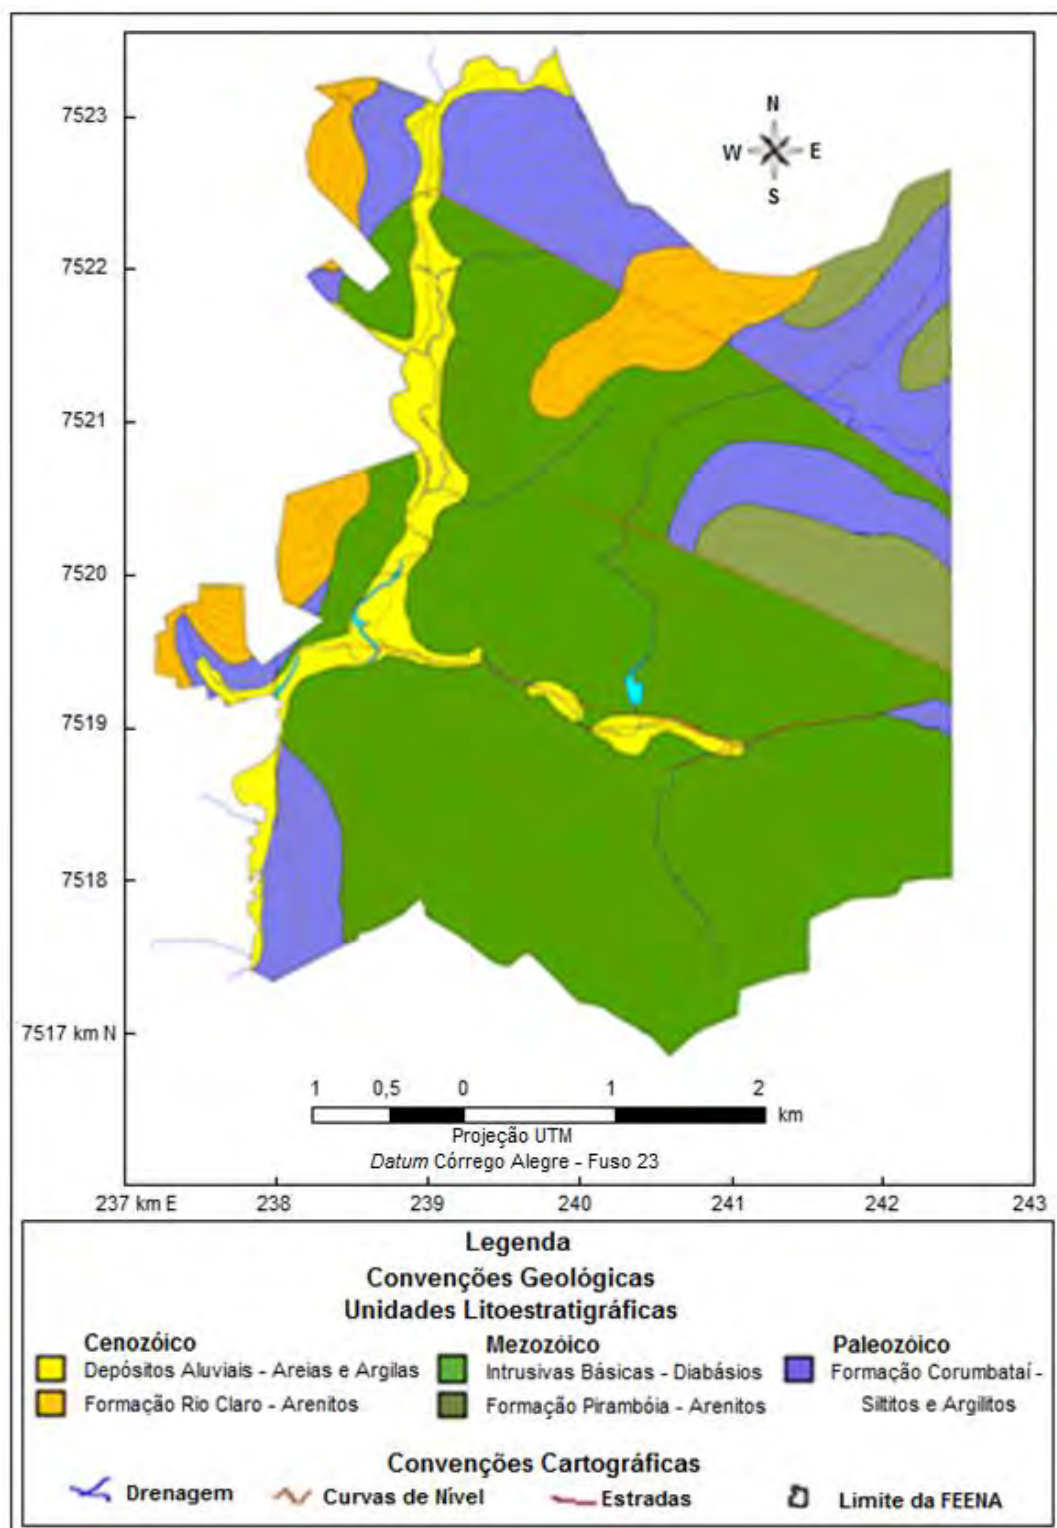 7523
7522
7521
7520
7519
7518
7517 km N
N
W E
S
1 0,5 0 1 2
km
Projeção UTM
Datum Córrego Alegre - Fuso 23
237 km E 238 239 240 241 242 243
Legenda
Convenções Geológicas
Unidades Litoestratigráficas
Cenozóico
Depósitos Aluviais - Areias e Argilas
Formação Rio Claro - Arenitos
Mezozóico
Intrusivas Básicas - Diabásios
Formação Pirambóia - Arenitos
Paleozóico
Formação Corumbataí -
Siltitos e Argilitos
Convenções Cartográficas
Drenagem
Curvas de Nível
Estradas
Limite da FEENA